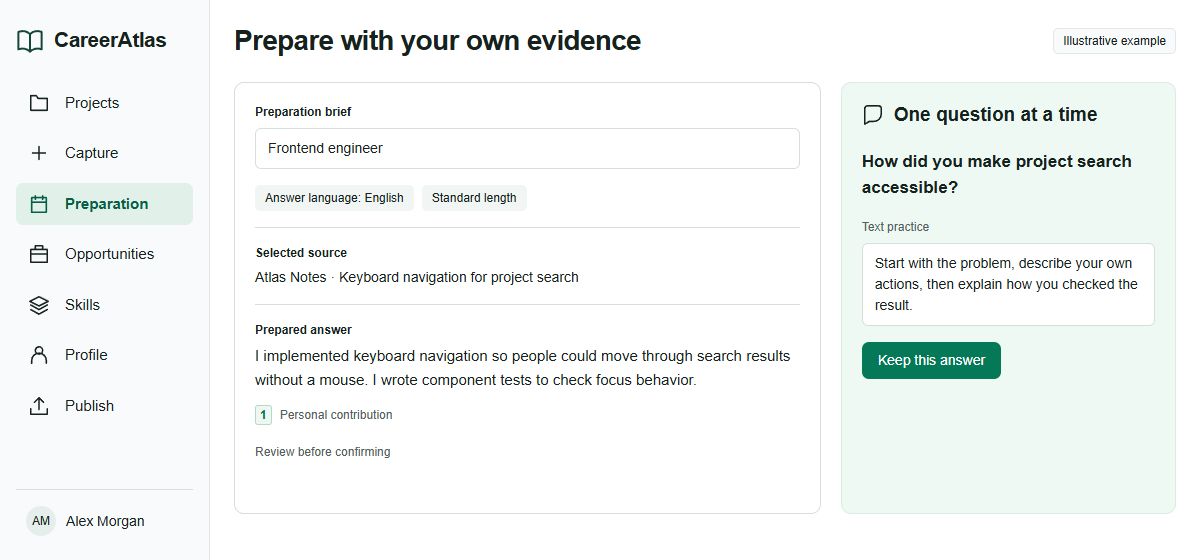 CareerAtlas
Projects
Capture
Preparation
Opportunities
Skills
Profile
Publish
AM
Alex Morgan
Prepare with your own evidence
Illustrative example
Preparation brief
Frontend engineer
Answer language: English
Standard length
Selected source
Atlas Notes · Keyboard navigation for project search
Prepared answer
I implemented keyboard navigation so people could move through search results
without a mouse. I wrote component tests to check focus behavior.
1
Personal contribution
Review before confirming
One question at a time
How did you make project search
accessible?
Text practice
Start with the problem, describe your own
actions, then explain how you checked the
result.
Keep this answer